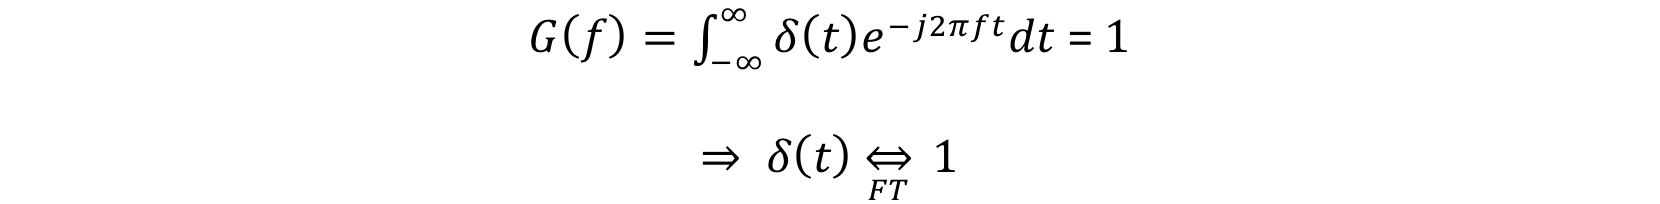 G(f) = ∫_{-∞}^{∞} δ(t)e^{-j2πft}dt = 1
⇒ δ(t) ⇔_{FT} 1